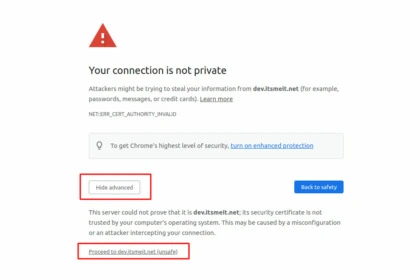 Your connection is not private
Attackers might be trying to steal your information from dev.itsmeit.net (for example,
passwords, messages, or credit cards). Learn more
NET::ERR_CERT_AUTHORITY_INVALID
To get Chrome's highest level of security, turn on enhanced protection
Hide advanced
Back to safety
This server could not prove that it is dev.itsmeit.net; its security certificate is not
trusted by your computer's operating system. This may be caused by a misconfiguration
or an attacker intercepting your connection.
Proceed to dev.itsmeit.net (unsafe)